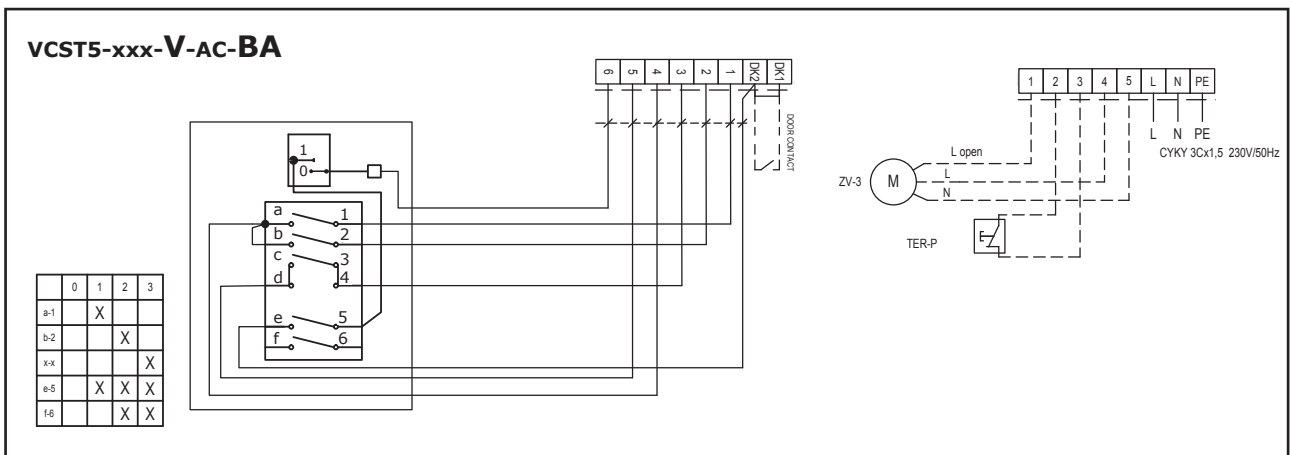 VCST5-xxx-V-AC-BA
6 5 4 3 2 1 DK2 DK1
DOOR CONTACT
1 2 3 4 5 L N PE
L N PE
CYKY 3Cx1,5 230V/50Hz
L open
L
N
ZV-3
M
TER-P
1
0
a 1
b 2
c 3
d 4
e 5
f 6
0 1 2 3
a-1 X
b-2 X
x-x X
e-5 X X X
f-6 X X